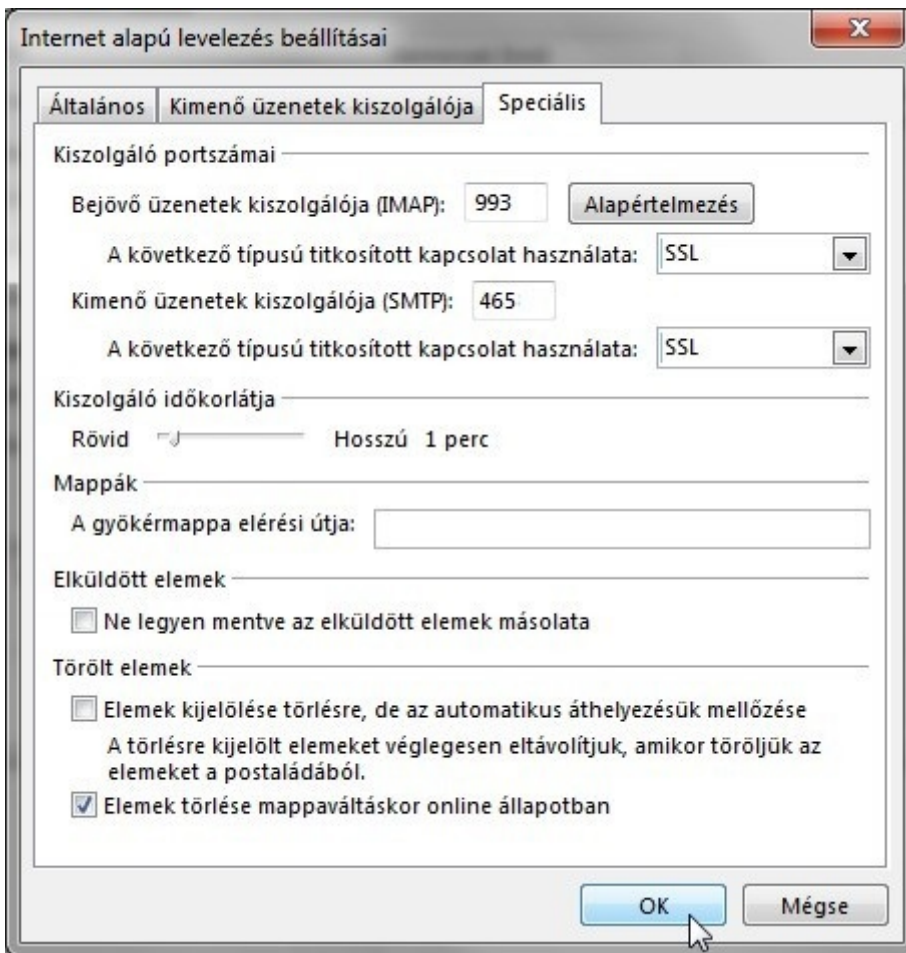 Internet alapú levelezés beállításai
Általános Kimenő üzenetek kiszolgálója Speciális
Kiszolgáló portszámai
Bejövő üzenetek kiszolgálója (IMAP): 993 Alapértelmezés
A következő típusú titkosított kapcsolat használata: SSL
Kimenő üzenetek kiszolgálója (SMTP): 465
A következő típusú titkosított kapcsolat használata: SSL
Kiszolgáló időkorlátja
Rövid Hosszú 1 perc
Mappák
A gyökérmappa elérési útja:
Elküldött elemek
Ne legyen mentve az elküldött elemek másolata
Törölt elemek
Elemek kijelölése törlésre, de az automatikus áthelyezésük mellőzése
A törlésre kijelölt elemeket véglegesen eltávolítjuk, amikor töröljük az
elemeket a postaládából.
Elemek törlése mappaváltáskor online állapotban
OK Mégse